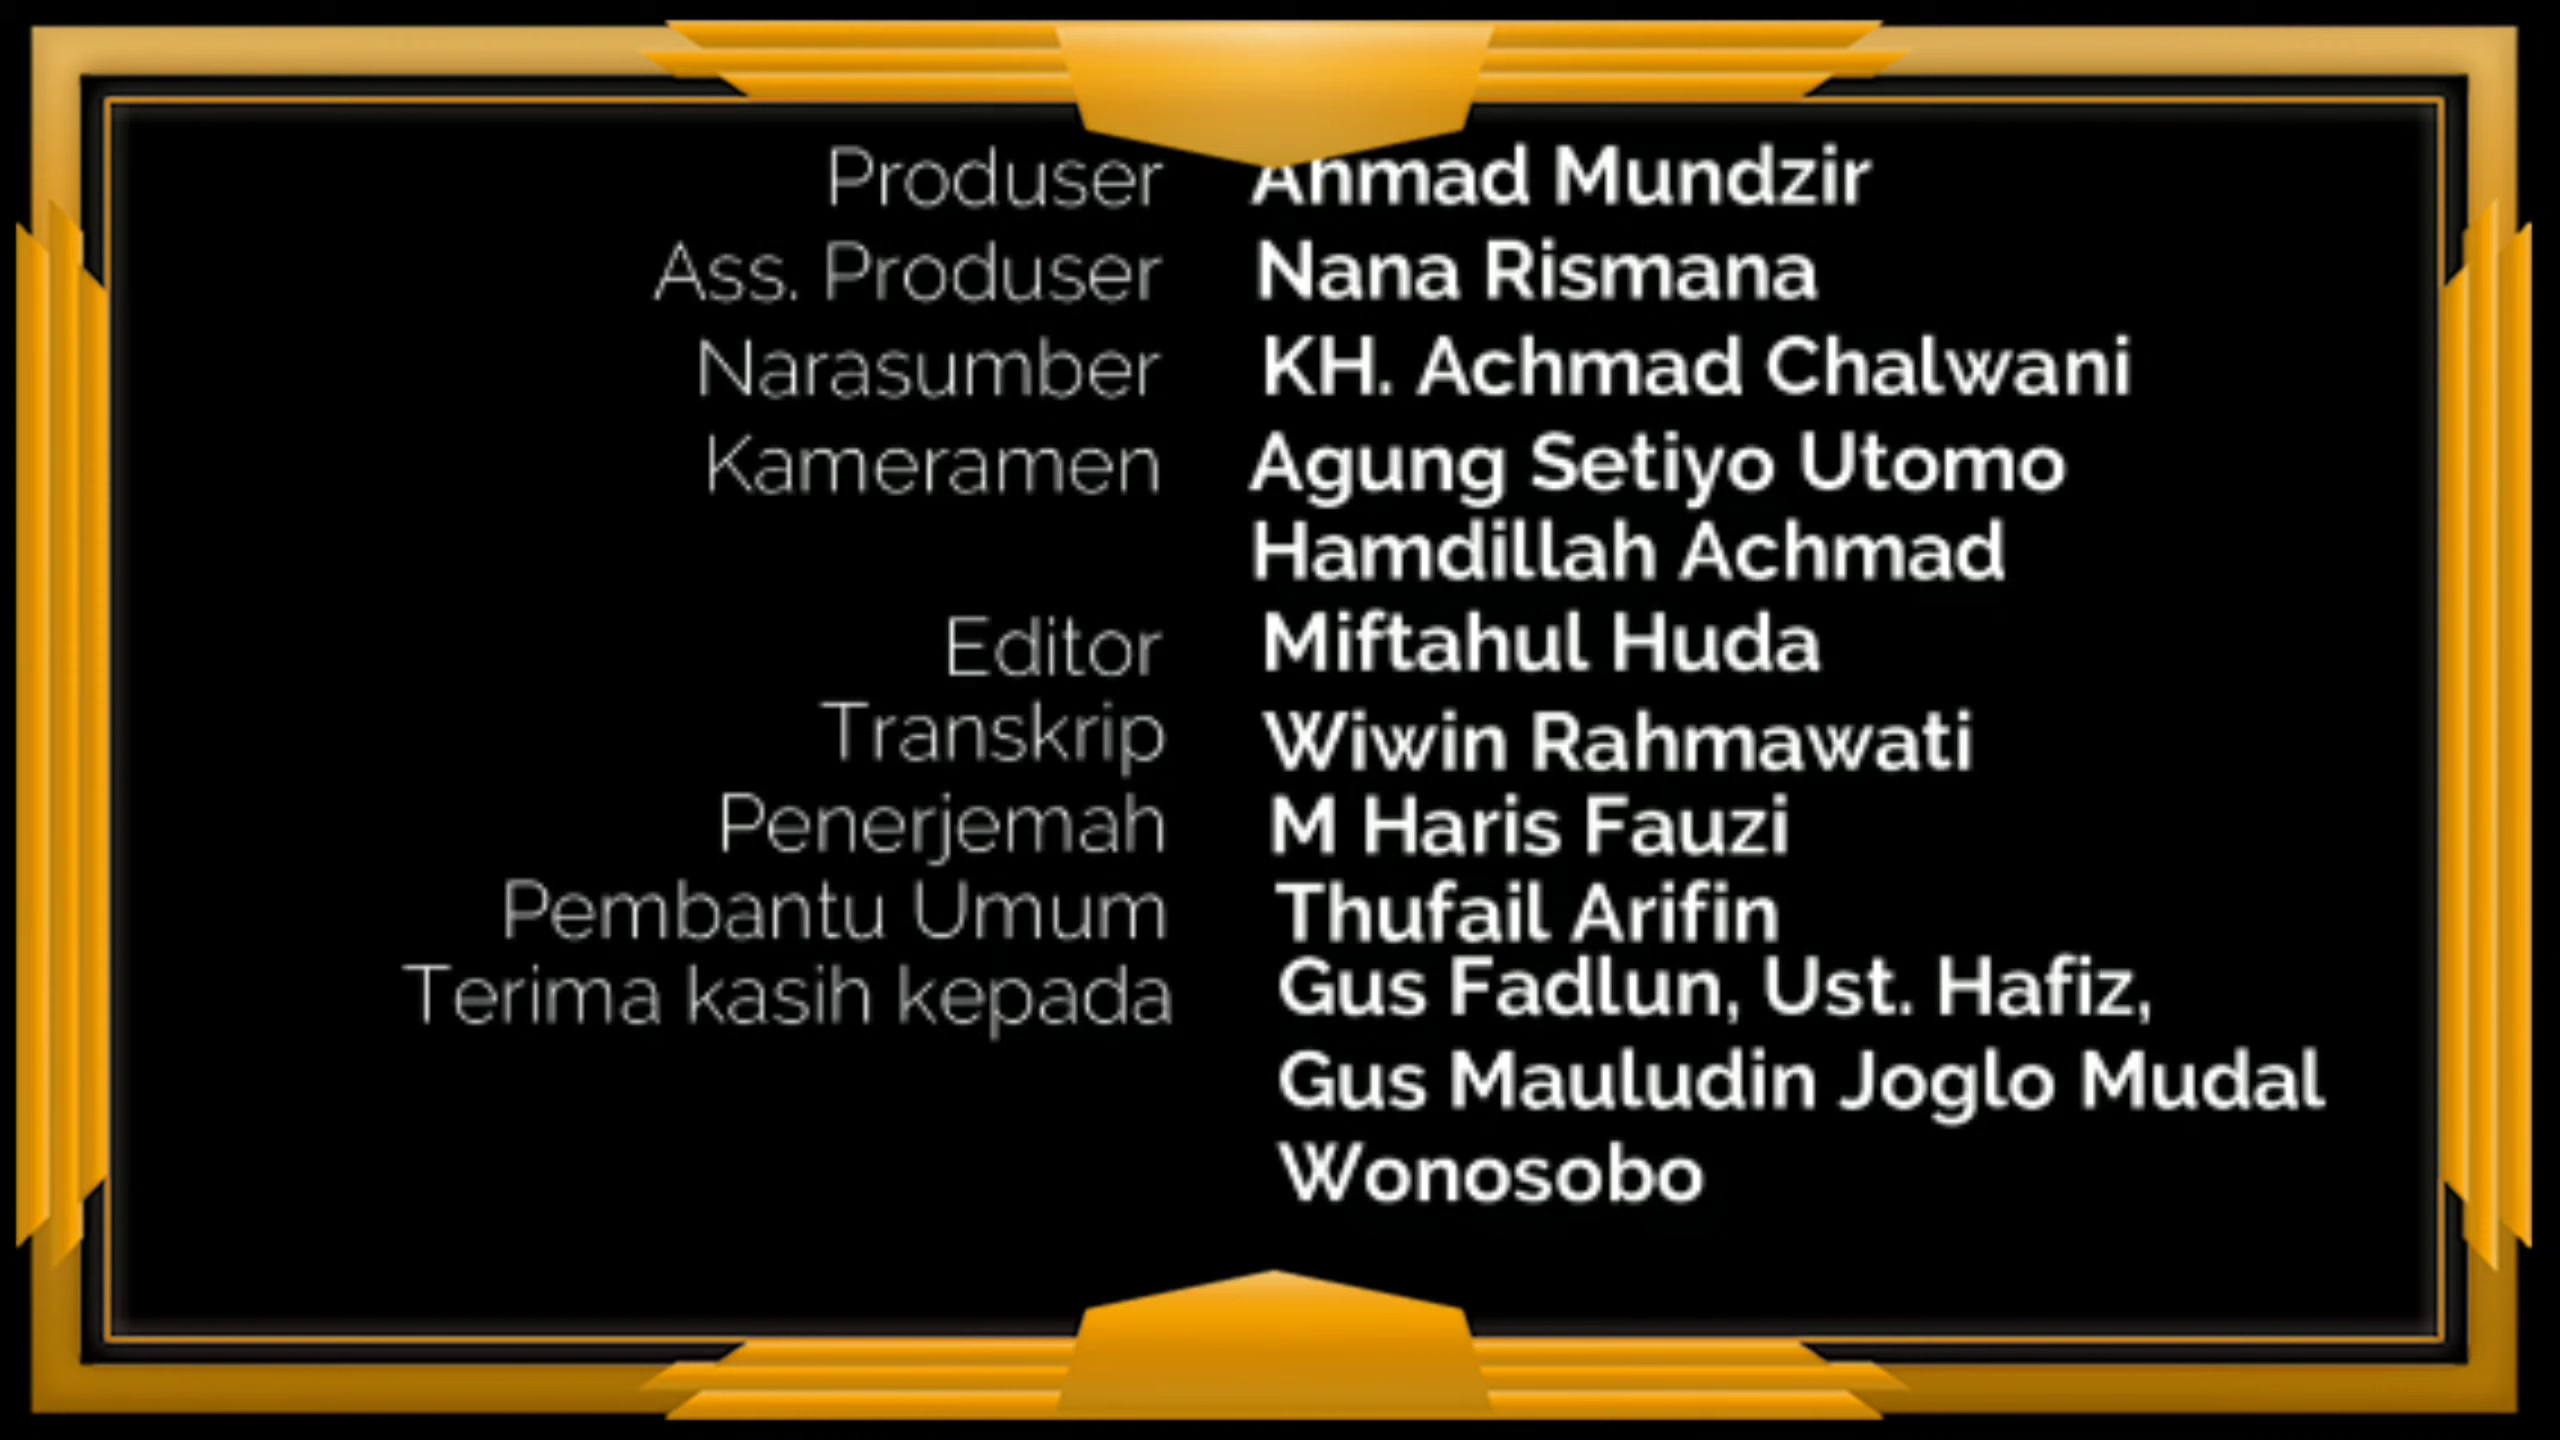 Produser Ahmad Mundzir
Ass. Produser Nana Rismana
Narasumber KH. Achmad Chalwani
Kameramen Agung Setiyo Utomo
Hamdillah Achmad
Editor Miftahul Huda
Transkrip Wiwin Rahmawati
Penerjemah M Haris Fauzi
Pembantu Umum Thufail Arifin
Terima kasih kepada Gus Fadlun, Ust. Hafiz,
Gus Mauludin Joglo Mudal
Wonosobo